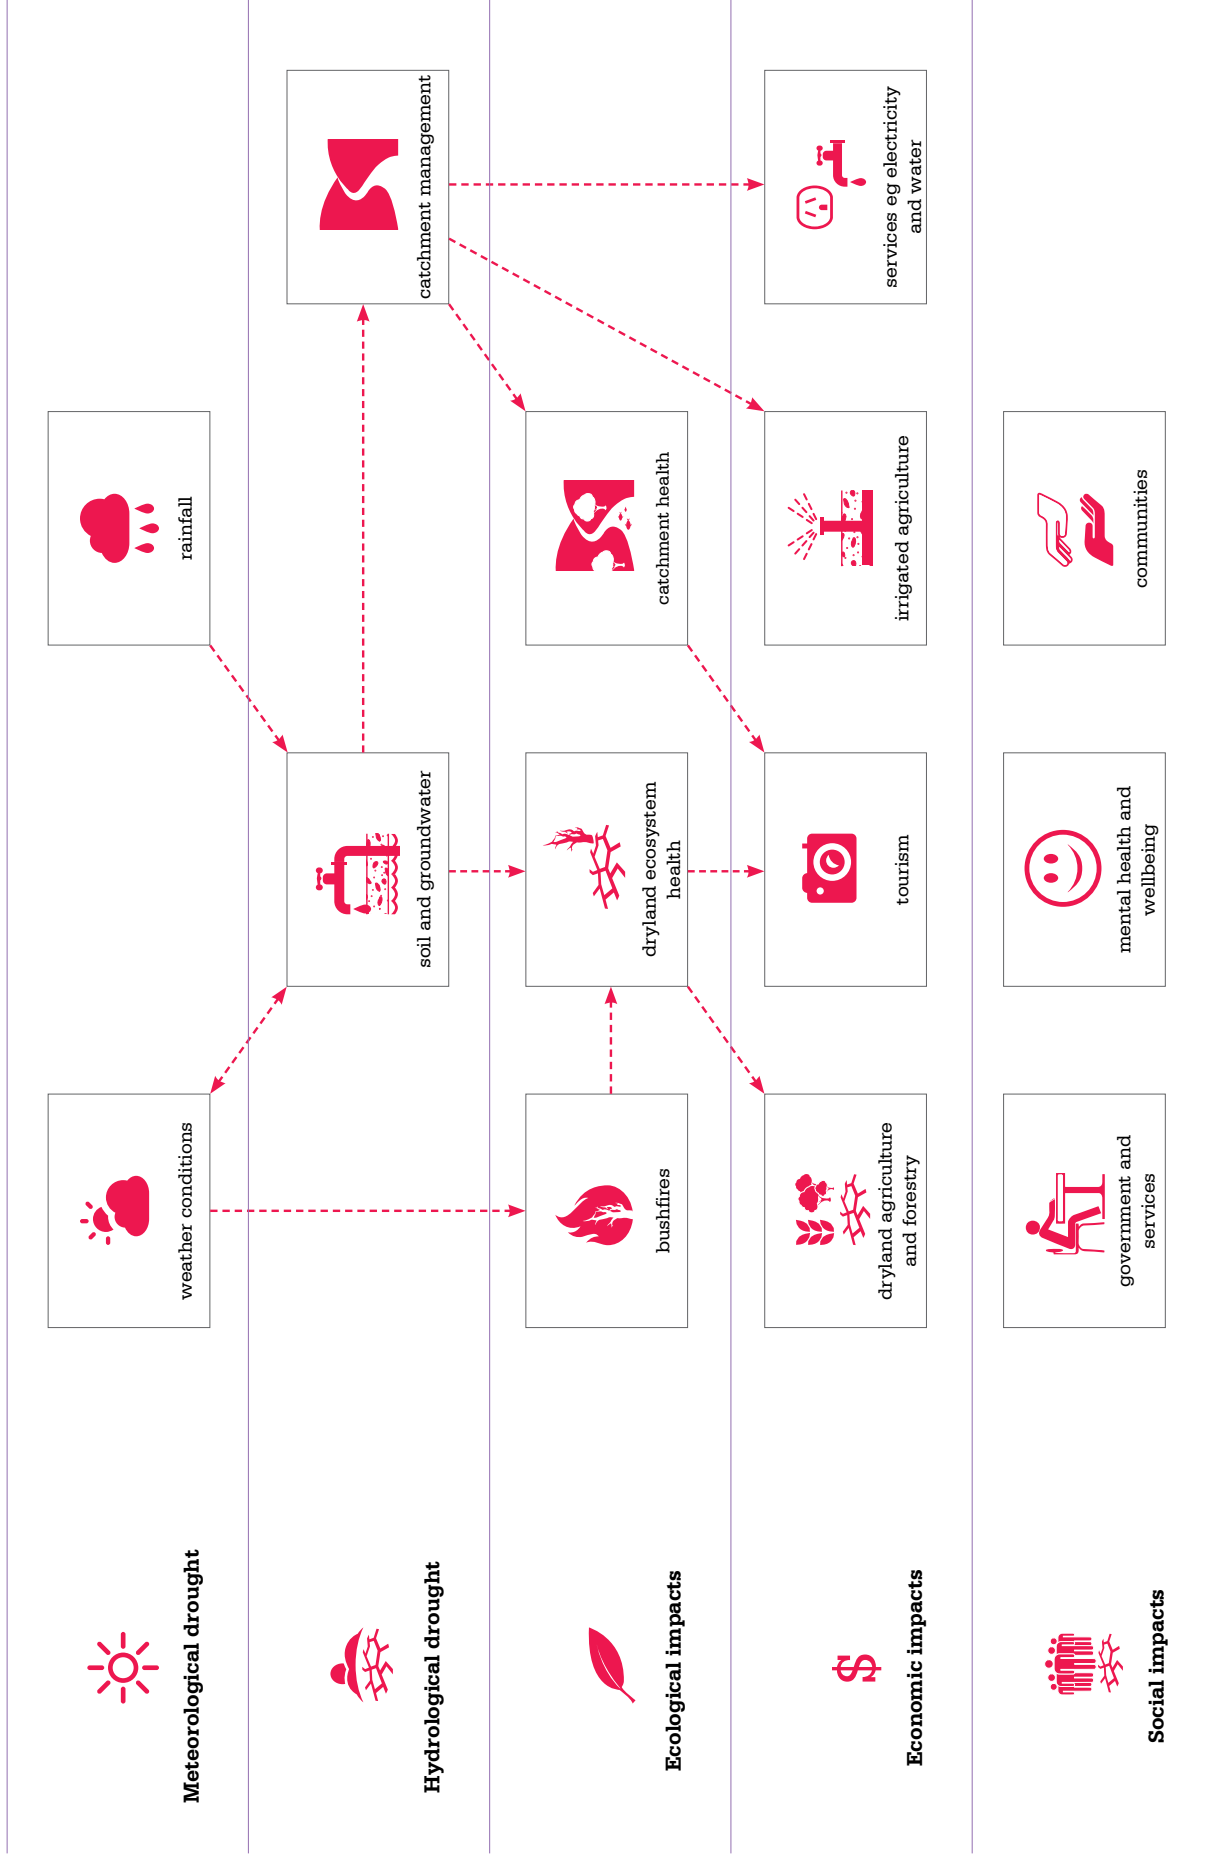 Meteorological drought
weather conditions
rainfall
Hydrological drought
soil and groundwater
catchment management
Ecological impacts
bushfires
dryland ecosystem
health
catchment health
Economic impacts
dryland agriculture
and forestry
tourism
irrigated agriculture
services eg electricity
and water
Social impacts
government and
services
mental health and
wellbeing
communities